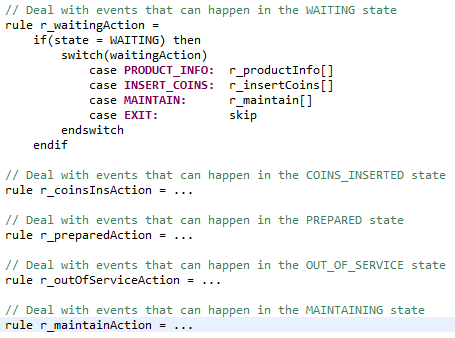 // Deal with events that can happen in the WAITING state
rule r_waitingAction =
    if(state = WAITING) then
        switch(waitingAction)
            case PRODUCT_INFO:  r_productInfo[]
            case INSERT_COINS:  r_insertCoins[]
            case MAINTAIN:      r_maintain[]
            case EXIT:          skip
        endswitch
    endif

// Deal with events that can happen in the COINS_INSERTED state
rule r_coinsInsAction = ...

// Deal with events that can happen in the PREPARED state
rule r_preparedAction = ...

// Deal with events that can happen in the OUT_OF_SERVICE state
rule r_outOfServiceAction = ...

// Deal with events that can happen in the MAINTAINING state
rule r_maintainAction = ...